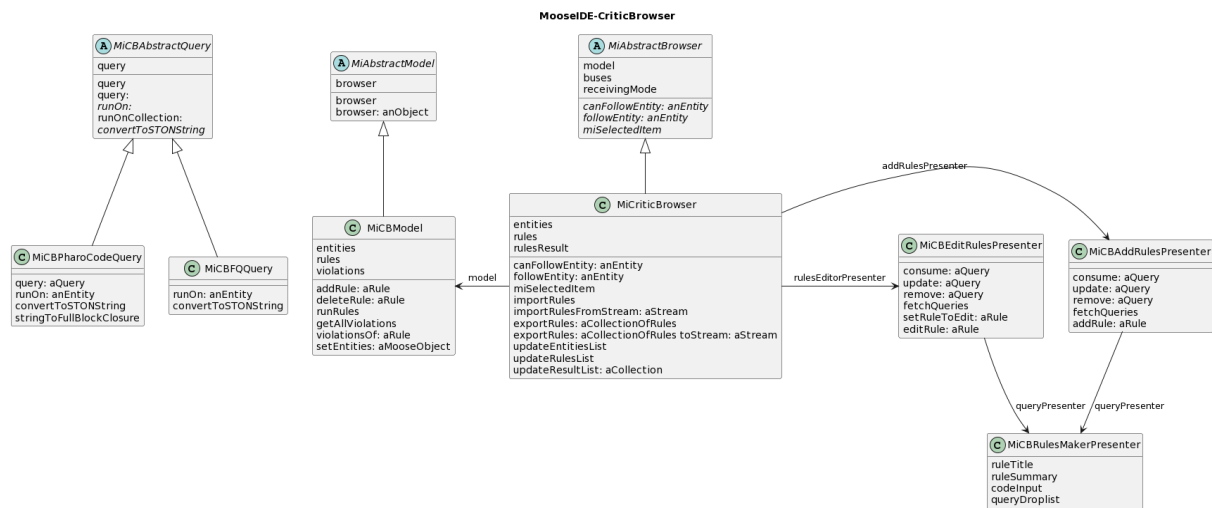 MooseIDE-CriticBrowser
A MiCBAbstractQuery
query
query
query:
runOn:
runOnCollection:
convertToSTONString
A MiAbstractModel
browser
browser
browser: anObject
A MiAbstractBrowser
model
buses
receivingMode
canFollowEntity: anEntity
followEntity: anEntity
miSelectedItem
addRulesPresenter
C MiCBPharoCodeQuery
query: aQuery
runOn: anEntity
convertToSTONString
stringToFullBlockClosure
C MiCBFQQuery
runOn: anEntity
convertToSTONString
C MiCBModel
entities
rules
violations
addRule: aRule
deleteRule: aRule
runRules
getAllViolations
violationsOf: aRule
setEntities: aMooseObject
model
C MiCriticBrowser
entities
rules
rulesResult
canFollowEntity: anEntity
followEntity: anEntity
miSelectedItem
importRules
importRulesFromStream: aStream
exportRules: aCollectionOfRules
exportRules: aCollectionOfRules toStream: aStream
updateEntitiesList
updateRulesList
updateResultList: aCollection
rulesEditorPresenter
C MiCBEditRulesPresenter
consume: aQuery
update: aQuery
remove: aQuery
fetchQueries
setRuleToEdit: aRule
editRule: aRule
C MiCBAddRulesPresenter
consume: aQuery
update: aQuery
remove: aQuery
fetchQueries
addRule: aRule
queryPresenter
queryPresenter
C MiCBRulesMakerPresenter
ruleTitle
ruleSummary
codeInput
queryDroplist